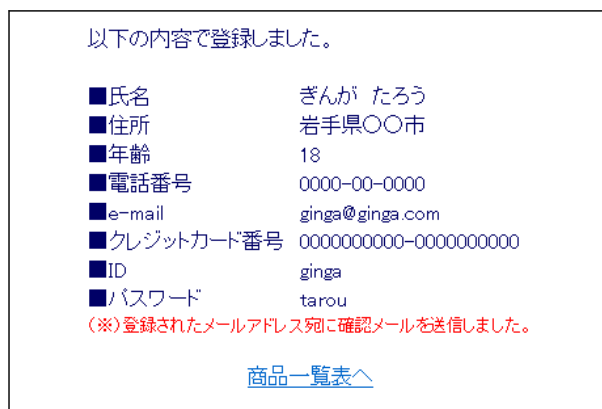 以下の内容で登録しました。
■氏名 ぎんが たろう
■住所 岩手県〇〇市
■年齢 18
■電話番号 0000-00-0000
■e-mail ginga@ginga.com
■クレジットカード番号 0000000000-0000000000
■ID ginga
■パスワード tarou
(※)登録されたメールアドレス宛に確認メールを送信しました。
商品一覧表へ